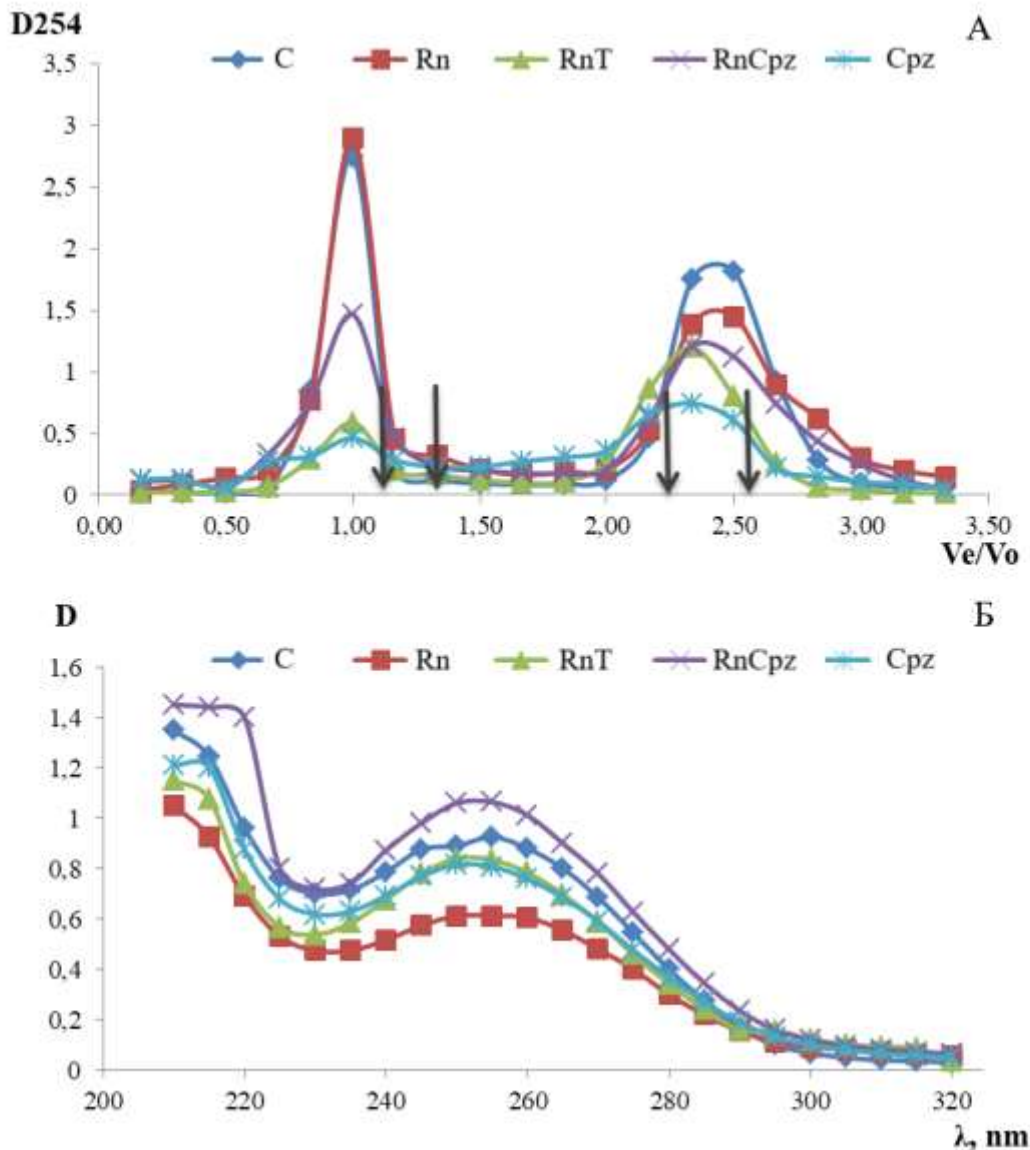 D254
А
C Rn RnT RnCpz Cpz
3,5
3
2,5
2
1,5
1
0,5
0
0,00 0,50 1,00 1,50 2,00 2,50 3,00 3,50
Ve/Vo
D
Б
C Rn RnT RnCpz Cpz
1.6
1,4
1,2
1
0,8
0.6
0,4
0.2
0
200 220 240 260 280 300 320
λ, nm